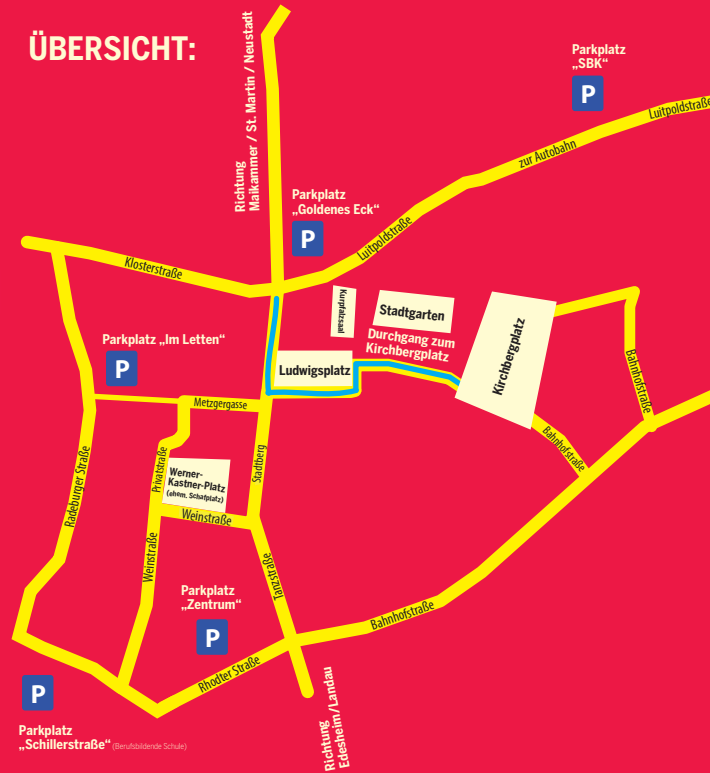 ÜBERSICHT:
Richtung
Maikammer / St. Martin / Neustadt
Parkplatz
„SBK“
P
Luitpoldstraße
zur Autobahn
Parkplatz
„Goldenes Eck“
P
Luitpoldstraße
Klosterstraße
Kurpfalzsaal
Stadtgarten
Durchgang zum
Kirchbergplatz
Kirchbergplatz
Parkplatz „Im Letten“
P
Ludwigsplatz
Bahnhofstraße
Metzgergasse
Bahnhofstraße
Radeburger Straße
Privatstraße
Stadtberg
Werner-
Kastner-Platz
(ehem. Schafplatz)
Weinstraße
Weinstraße
Tanzstraße
Parkplatz
„Zentrum“
P
Bahnhofstraße
Rhodter Straße
P
Parkplatz
„Schillerstraße“ (Berufsbildende Schule)
Richtung
Edesheim/Landau